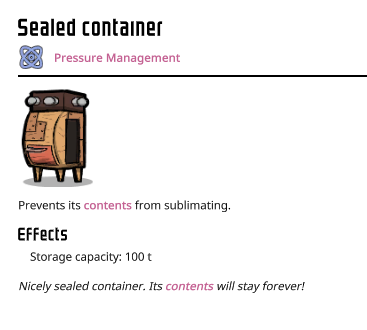 Sealed container
Pressure Management
Prevents its contents from sublimating.
Effects
Storage capacity: 100 t
Nicely sealed container. Its contents will stay forever!